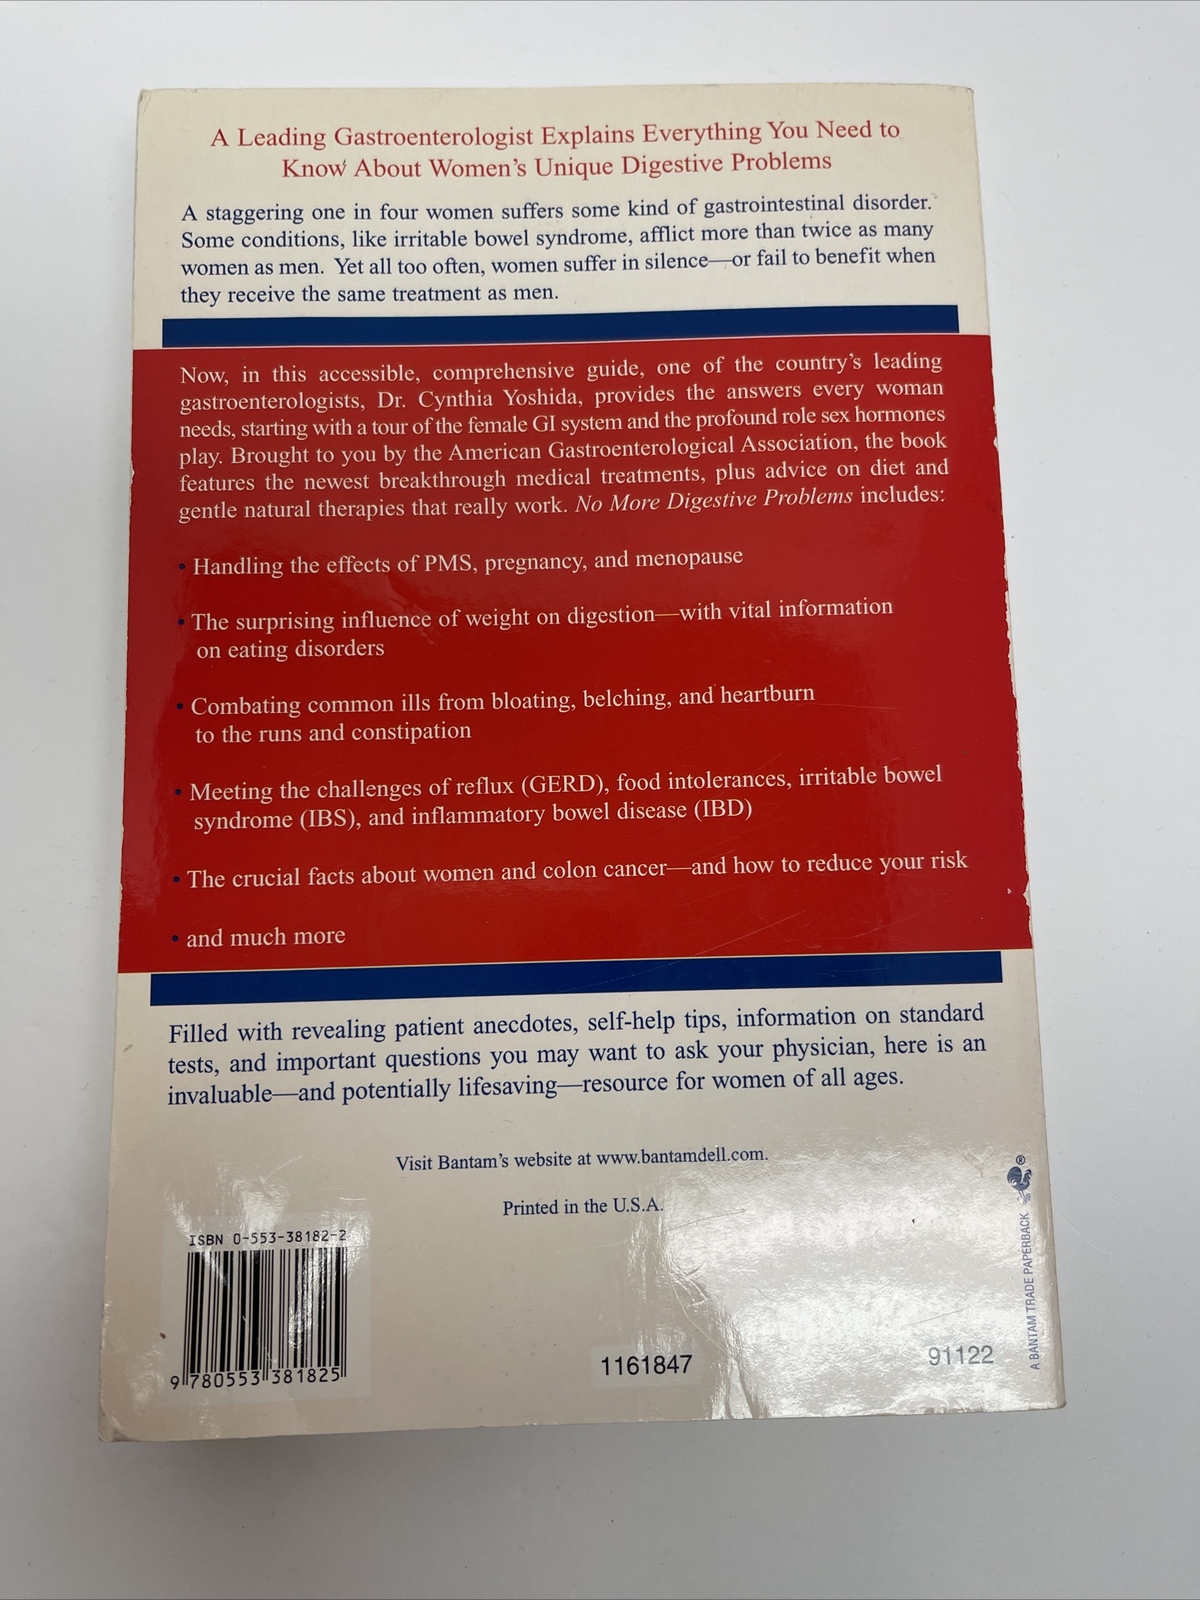 A Leading Gastroenterologist Explains Everything You Need to
Know About Women's Unique Digestive Problems
A staggering one in four women suffers some kind of gastrointestinal disorder.
Some conditions, like irritable bowel syndrome, afflict more than twice as many
women as men. Yet all too often, women suffer in silence—or fail to benefit when
they receive the same treatment as men.
Now, in this accessible, comprehensive guide, one of the country's leading
gastroenterologists, Dr. Cynthia Yoshida, provides the answers every woman
needs, starting with a tour of the female GI system and the profound role sex hormones
play. Brought to you by the American Gastroenterological Association, the book
features the newest breakthrough medical treatments, plus advice on diet and
gentle natural therapies that really work. No More Digestive Problems includes:
• Handling the effects of PMS, pregnancy, and menopause
• The surprising influence of weight on digestion—with vital information
on eating disorders
• Combating common ills from bloating, belching, and heartburn
to the runs and constipation
• Meeting the challenges of reflux (GERD), food intolerances, irritable bowel
syndrome (IBS), and inflammatory bowel disease (IBD)
• The crucial facts about women and colon cancer—and how to reduce your risk
• and much more
Filled with revealing patient anecdotes, self-help tips, information on standard
tests, and important questions you may want to ask your physician, here is an
invaluable—and potentially lifesaving—resource for women of all ages.
Visit Bantam's website at www.bantamdell.com.
Printed in the U.S.A.
ISBN 0-553-38182-2
9 780553 381825
1161847
91122
A BANTAM TRADE PAPERBACK ®